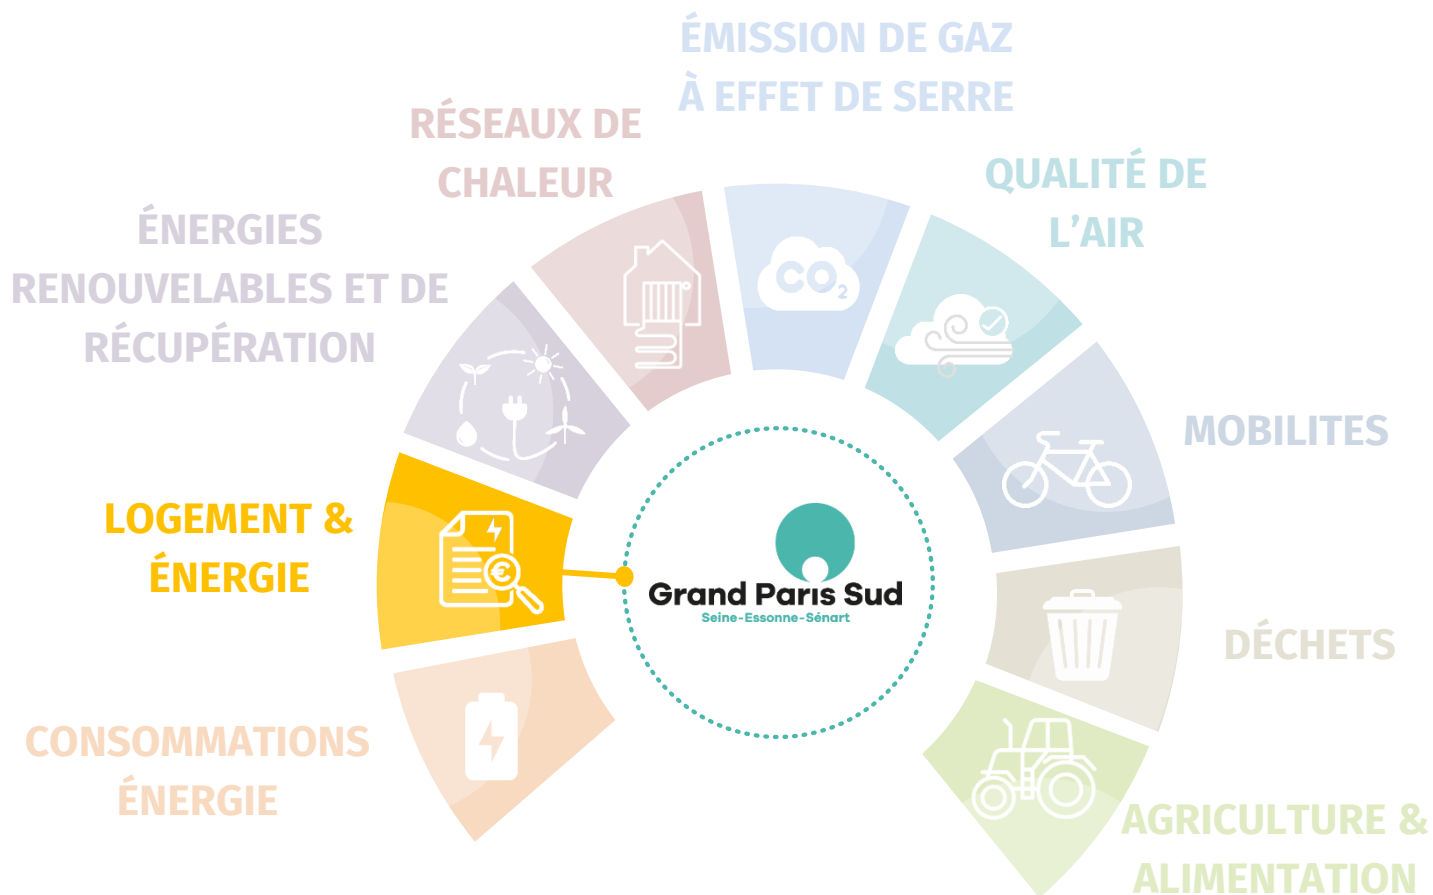 ÉMISSION DE GAZ
À EFFET DE SERRE
RÉSEAUX DE
CHALEUR
QUALITÉ DE
L’AIR
ÉNERGIES
RENOUVELABLES ET DE
RÉCUPÉRATION
CO2
MOBILITES
LOGEMENT &
ÉNERGIE
€
Grand Paris Sud
Seine-Essonne-Sénart
DÉCHETS
CONSOMMATIONS
ÉNERGIE
AGRICULTURE &
ALIMENTATION